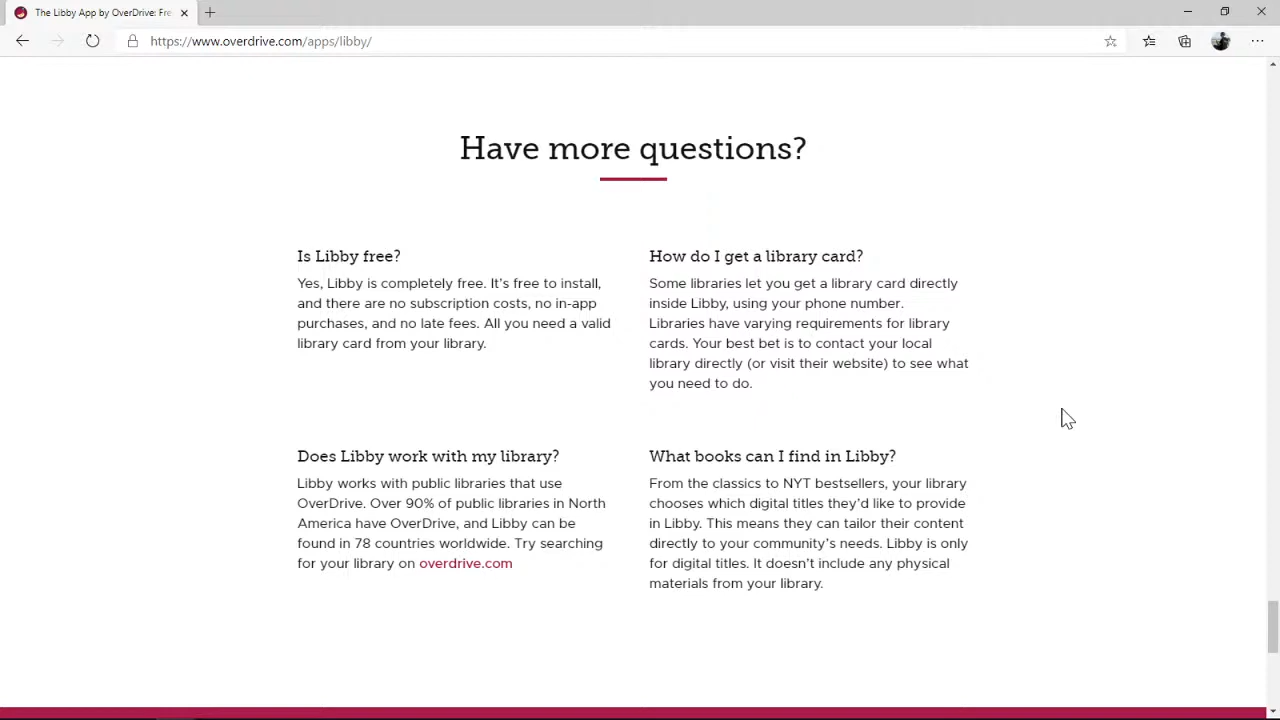 The Libby App by OverDrive: Fre
https://www.overdrive.com/apps/libby/
Have more questions?
Is Libby free?
Yes, Libby is completely free. It's free to install,
and there are no subscription costs, no in-app
purchases, and no late fees. All you need a valid
library card from your library.
How do I get a library card?
Some libraries let you get a library card directly
inside Libby, using your phone number.
Libraries have varying requirements for library
cards. Your best bet is to contact your local
library directly (or visit their website) to see what
you need to do.
Does Libby work with my library?
Libby works with public libraries that use
OverDrive. Over 90% of public libraries in North
America have OverDrive, and Libby can be
found in 78 countries worldwide. Try searching
for your library on overdrive.com
What books can I find in Libby?
From the classics to NYT bestsellers, your library
chooses which digital titles they'd like to provide
in Libby. This means they can tailor their content
directly to your community's needs. Libby is only
for digital titles. It doesn't include any physical
materials from your library.